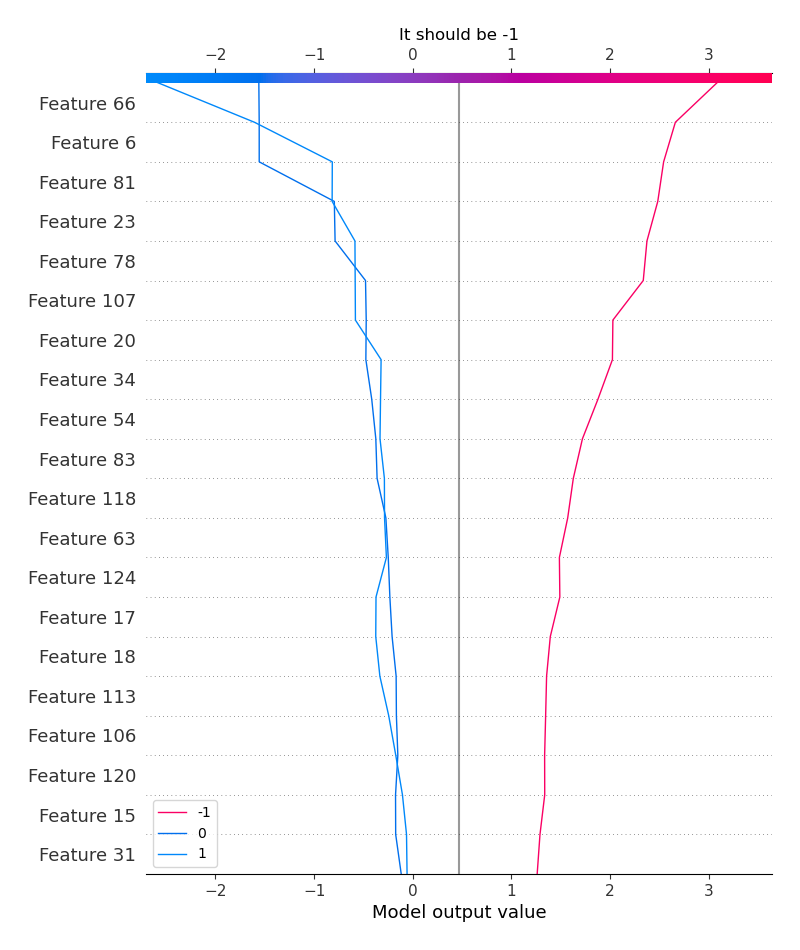 It should be -1
−2 −1 0 1 2 3
Feature 66
Feature 6
Feature 81
Feature 23
Feature 78
Feature 107
Feature 20
Feature 34
Feature 54
Feature 83
Feature 118
Feature 63
Feature 124
Feature 17
Feature 18
Feature 113
Feature 106
Feature 120
Feature 15
Feature 31
-1
0
1
−2 −1 0 1 2 3
Model output value